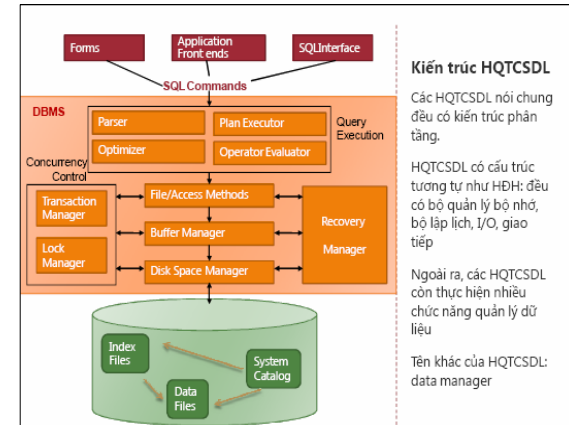 Forms
Application
Front ends
SQLInterface
SQL Commands
DBMS
Parser
Plan Executor
Optimizer
Operator Evaluator
Query
Execution
Concurrency
Control
Transaction
Manager
Lock
Manager
File/Access Methods
Buffer Manager
Disk Space Manager
Recovery
Manager
Index
Files
System
Catalog
Data
Files
Kiến trúc HQTCSDL
Các HQTCSDL nói chung
đều có kiến trúc phân
tầng.
HQTCSDL có cấu trúc
tương tự như HĐH: đều
có bộ quản lý bộ nhớ,
bộ lập lịch, I/O, giao
tiếp
Ngoài ra, các HQTCSDL
còn thực hiện nhiều
chức năng quản lý dữ
liệu
Tên khác của HQTCSDL:
data manager